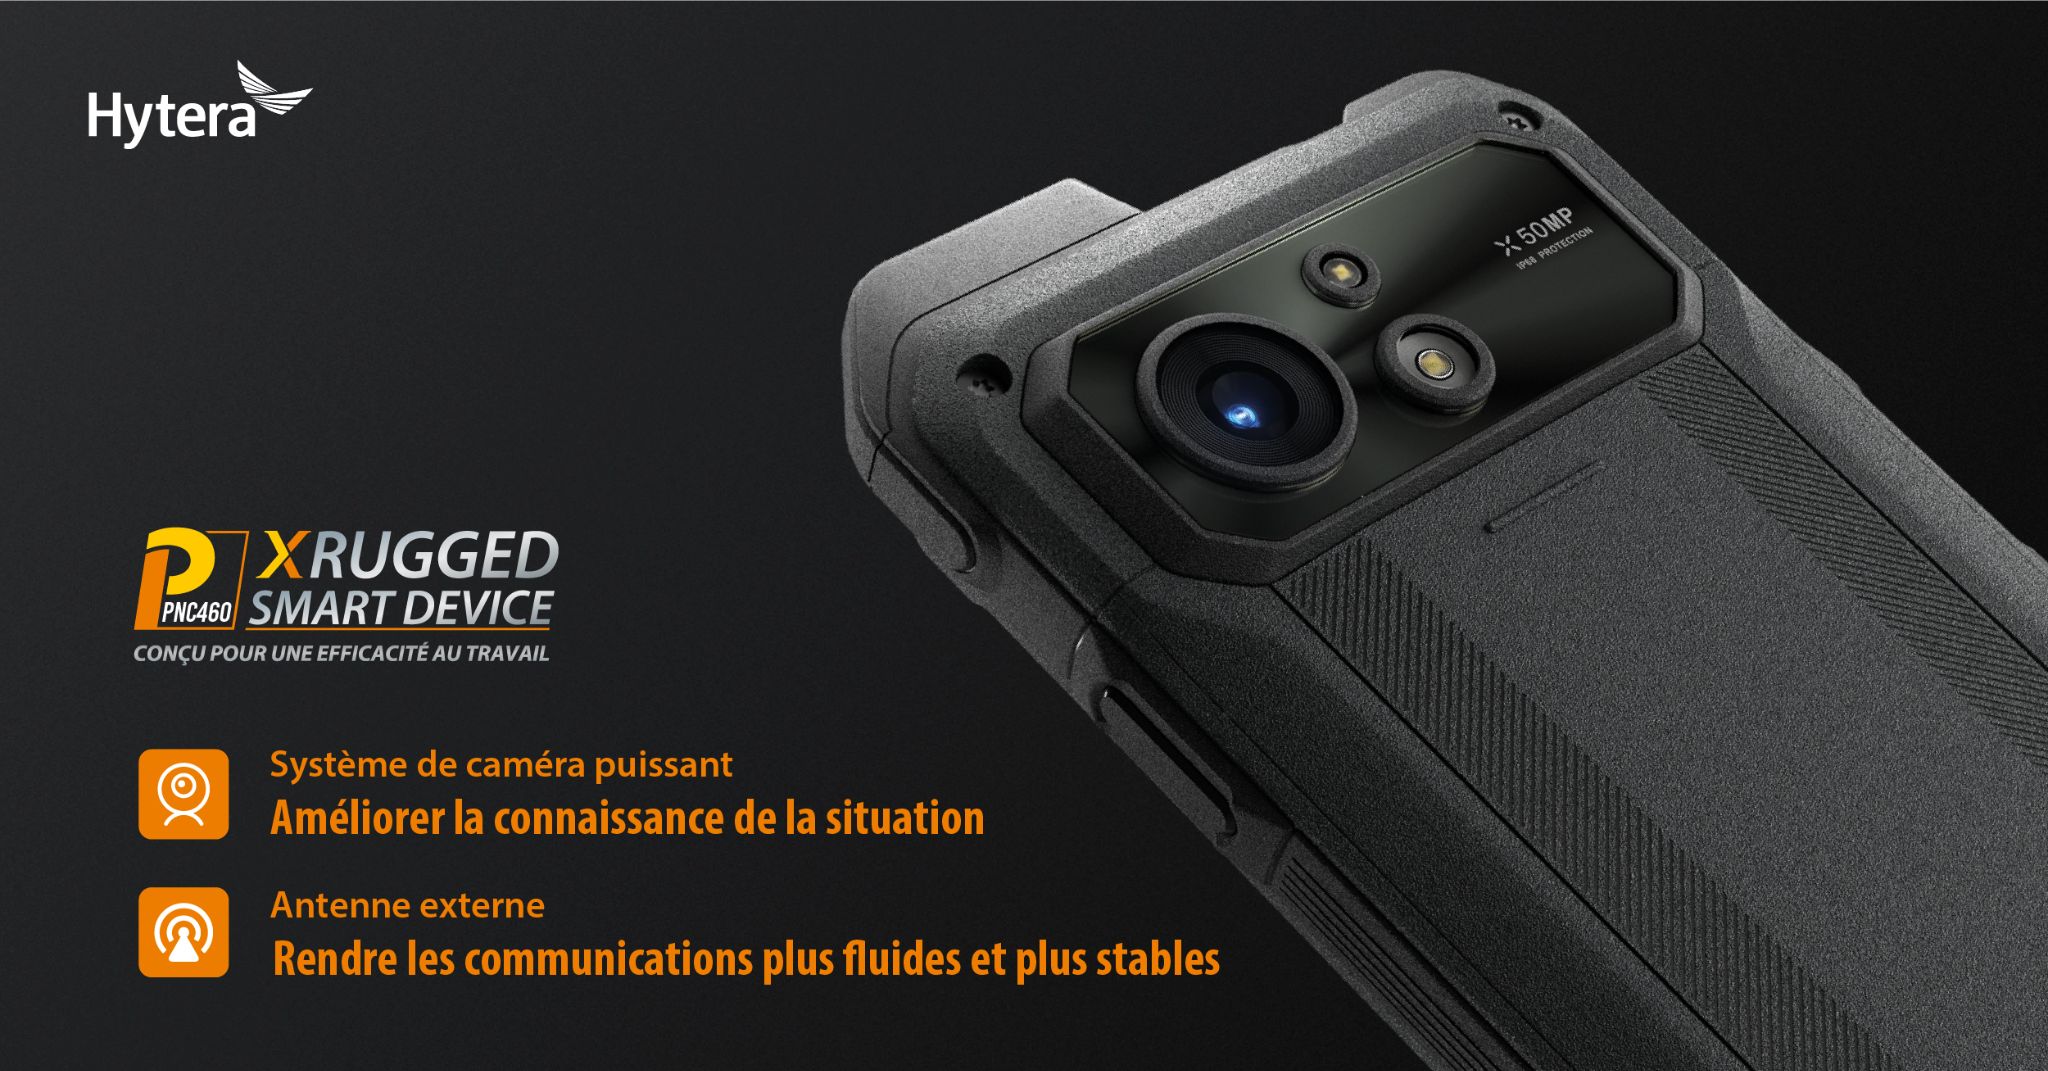 Hytera
X 50MP
IP68 PROTECTION
P
PNC460
XRUGGED
SMART DEVICE
CONÇU POUR UNE EFFICACITÉ AU TRAVAIL
Système de caméra puissant
Améliorer la connaissance de la situation
Antenne externe
Rendre les communications plus fluides et plus stables